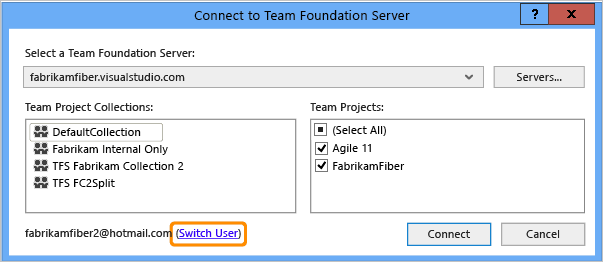 Connect to Team Foundation Server
? X
Select a Team Foundation Server:
fabrikamfiber.visualstudio.com
Servers...
Team Project Collections:
DefaultCollection
Fabrikam Internal Only
TFS Fabrikam Collection 2
TFS FC2Split
Team Projects:
(Select All)
Agile 11
FabrikamFiber
fabrikamfiber2@hotmail.com (Switch User)
Connect
Cancel